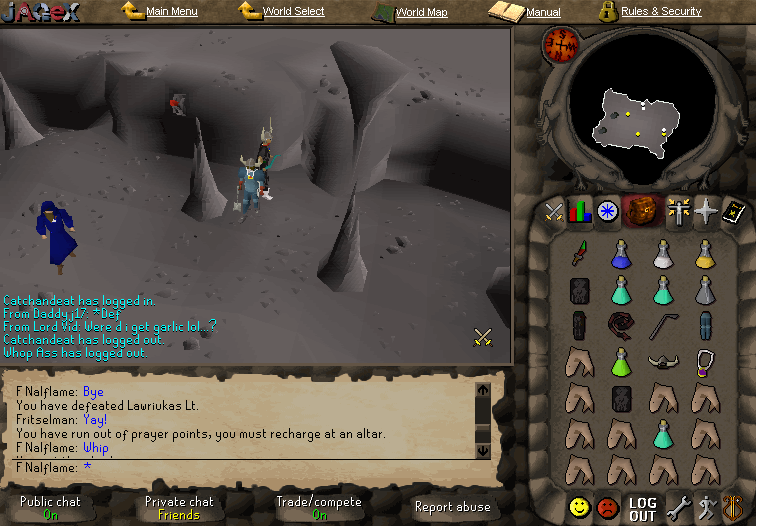 JAGEX
Main Menu
World Select
World Map
Manual
Rules & Security
Catchandeat has logged in.
From Daddy j17: *Def
From Lord Vid: Were d i get garlic lol...?
Catchandeat has logged out.
Whop Ass has logged out.
F Nalflame: Bye
You have defeated Lawriukas Lt.
Fritselman: Yay!
You have run out of prayer points, you must recharge at an altar.
F Nalflame: Whip
F Nalflame: *
Public chat
On
Private chat
Friends
Trade/compete
On
Report abuse
LOG
OUT